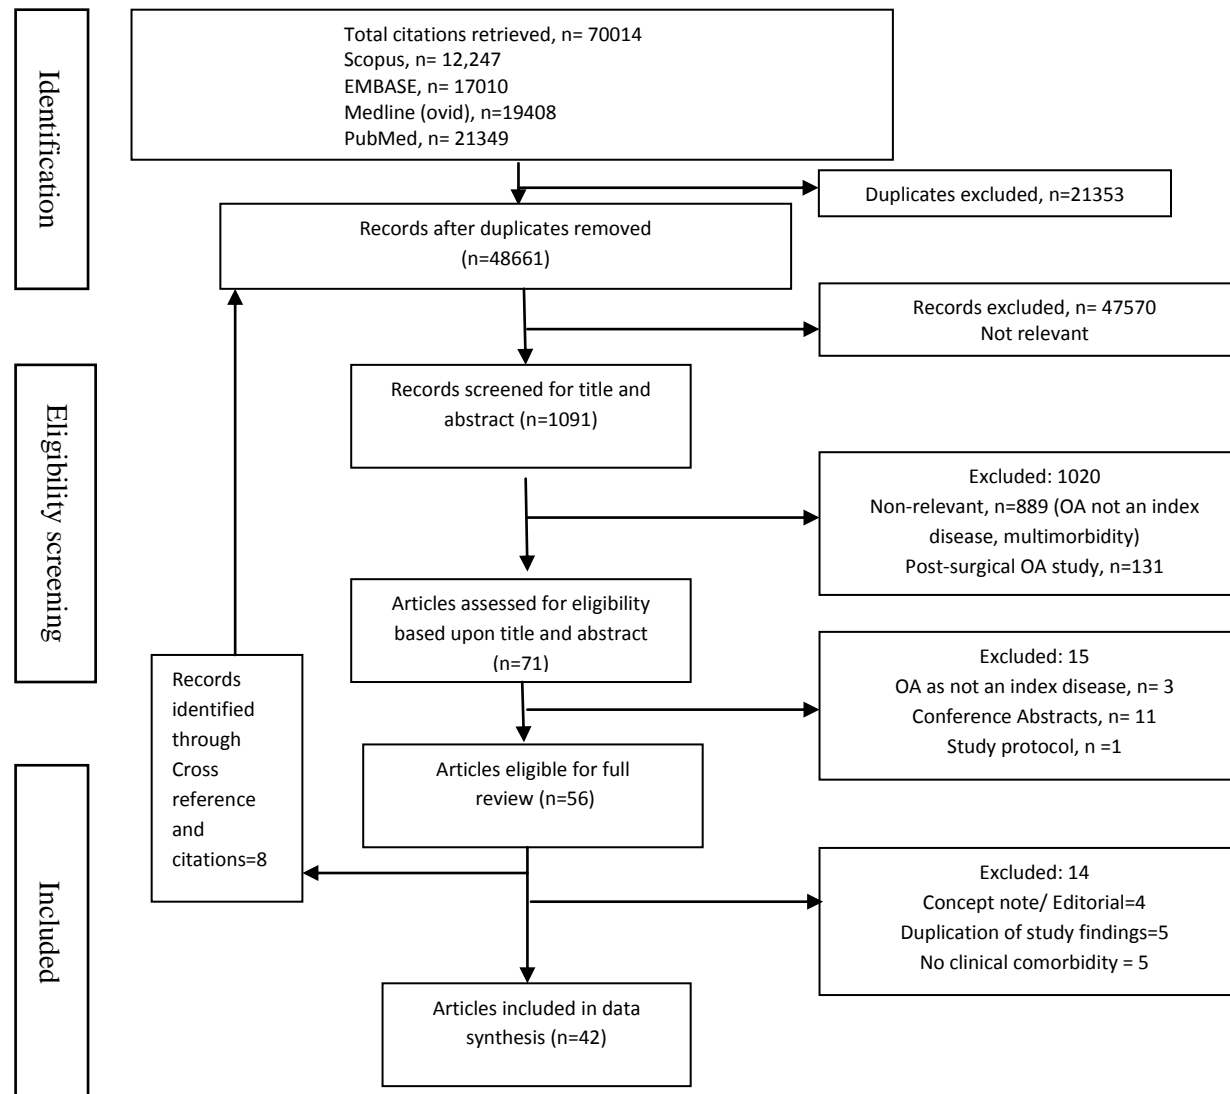 Identification
Total citations retrieved, n= 70014
Scopus, n= 12,247
EMBASE, n= 17010
Medline (ovid), n=19408
PubMed, n= 21349
Duplicates excluded, n=21353
Records after duplicates removed
(n=48661)
Records excluded, n= 47570
Not relevant
Eligibility screening
Records screened for title and
abstract (n=1091)
Excluded: 1020
Non-relevant, n=889 (OA not an index
disease, multimorbidity)
Post-surgical OA study, n=131
Articles assessed for eligibility
based upon title and abstract
(n=71)
Excluded: 15
OA as not an index disease, n= 3
Conference Abstracts, n= 11
Study protocol, n =1
Records
identified
through
Cross
reference
and
citations=8
Articles eligible for full
review (n=56)
Included
Excluded: 14
Concept note/ Editorial=4
Duplication of study findings=5
No clinical comorbidity = 5
Articles included in data
synthesis (n=42)